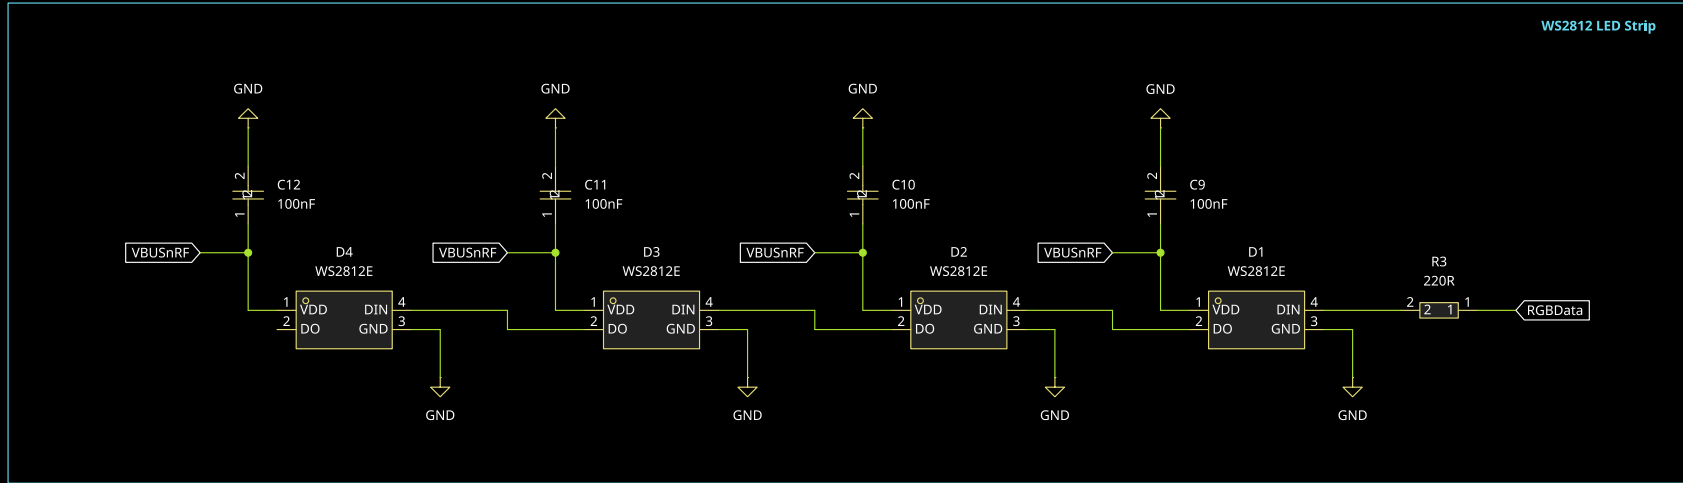 WS2812 LED Strip
GND GND GND GND
2 2 2 2
C12 C11 C10 C9
100nF 100nF 100nF 100nF
1 1 1 1
VBUSnRF D4 VBUSnRF D3 VBUSnRF D2 VBUSnRF D1
WS2812E WS2812E WS2812E WS2812E
R3
220R
1 VDD DIN 4 1 VDD DIN 4 1 VDD DIN 4 1 VDD DIN 4 2 2 1 1 RGBData
2 DO GND 3 2 DO GND 3 2 DO GND 3 2 DO GND 3
GND GND GND GND